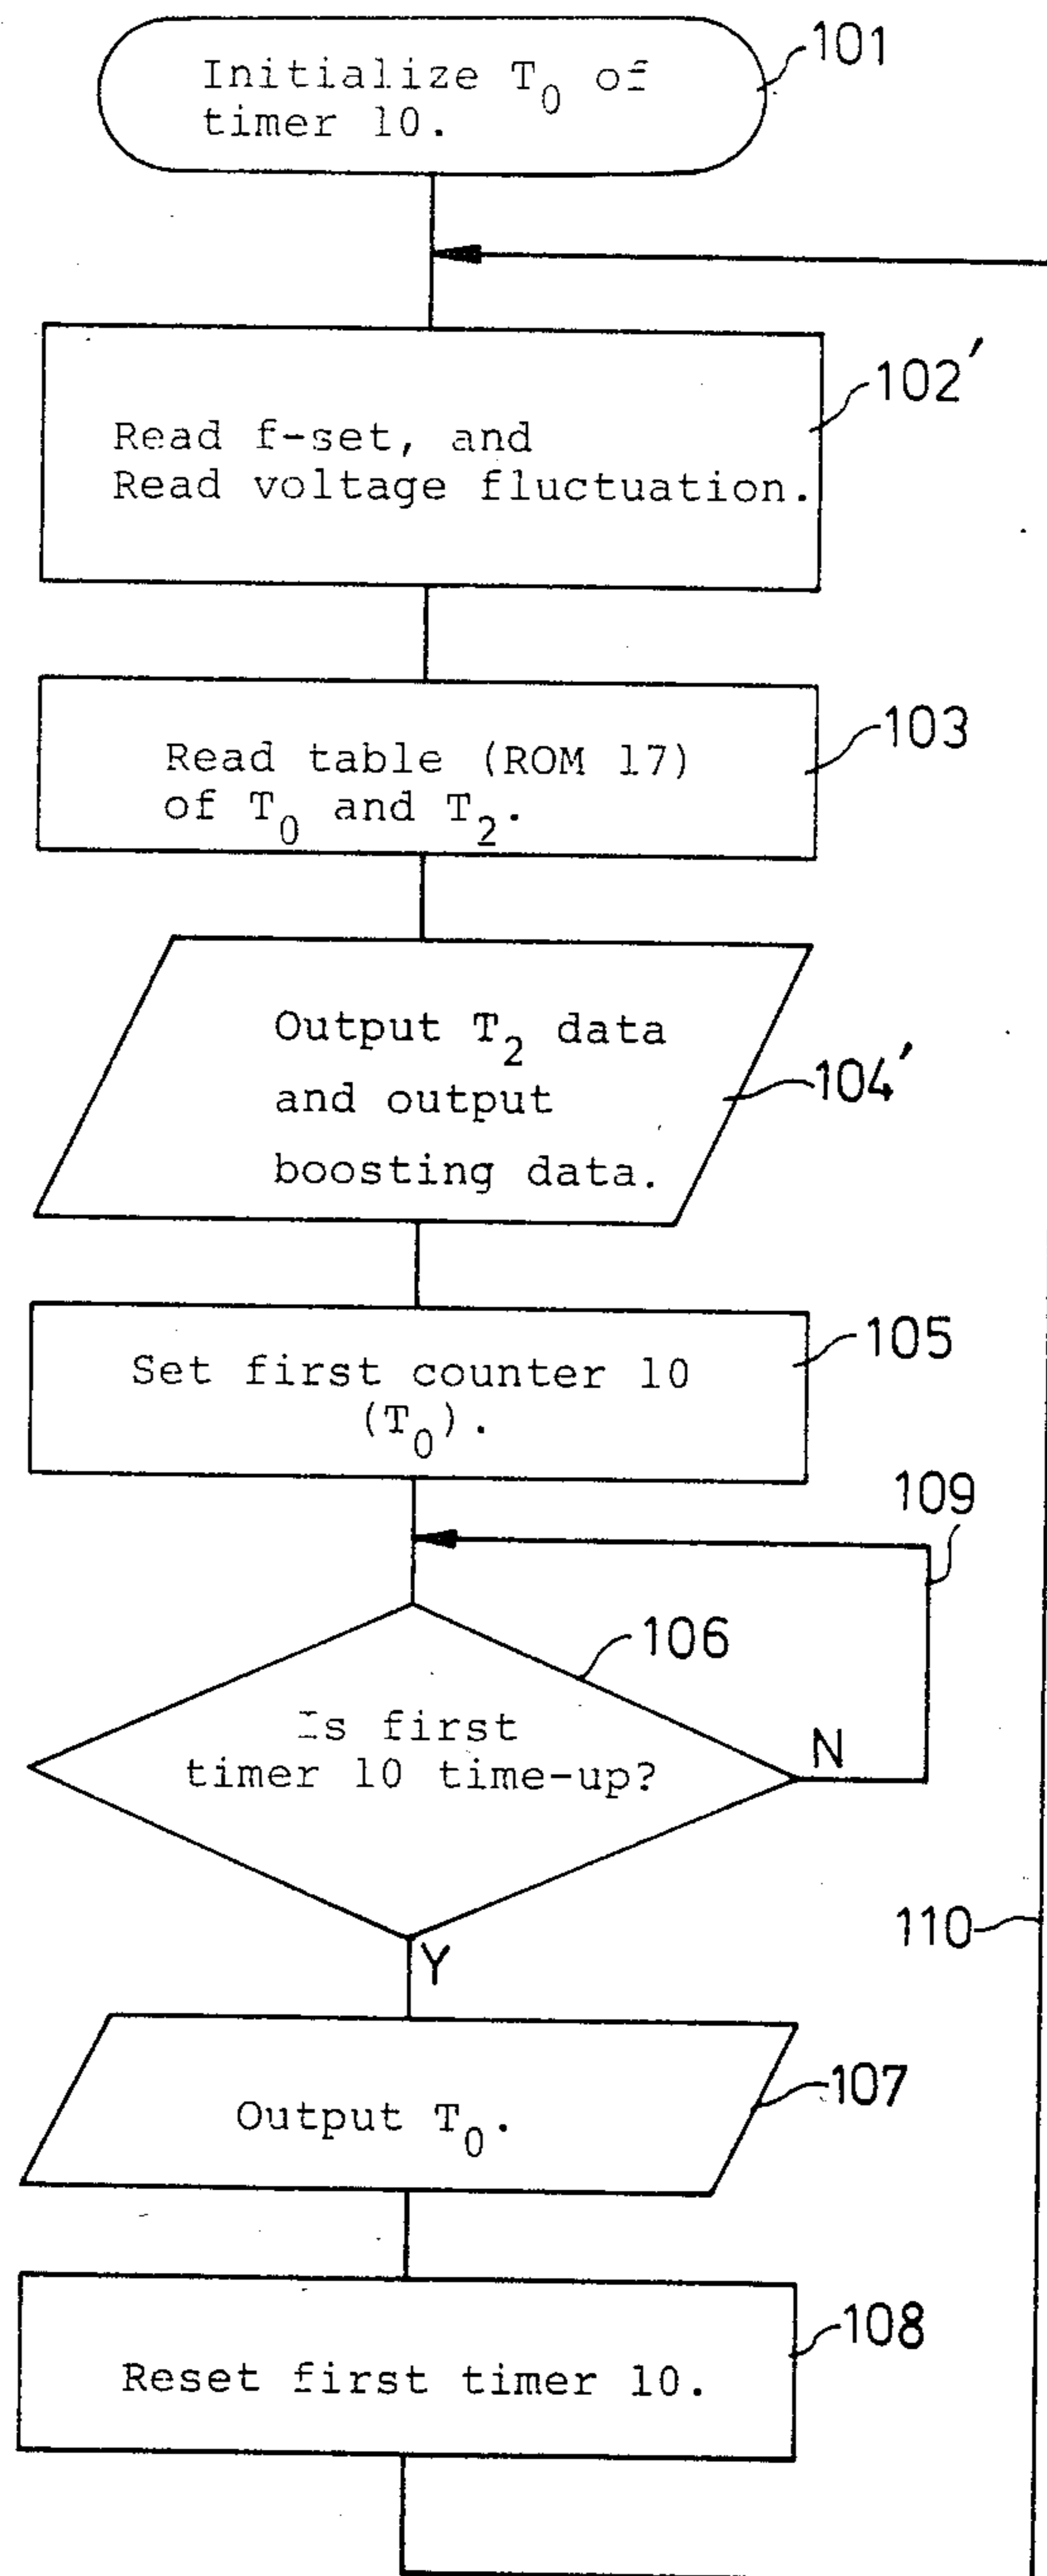 Initialize T0 of
timer 10.
101
102'
Read f-set, and
Read voltage fluctuation.
103
Read table (ROM 17)
of T0 and T2.
Output T2 data
and output
boosting data.
104'
105
Set first counter 10
(T0).
109
106
Is first
timer 10 time-up?
N
110
Y
107
Output T0.
108
Reset first timer 10.